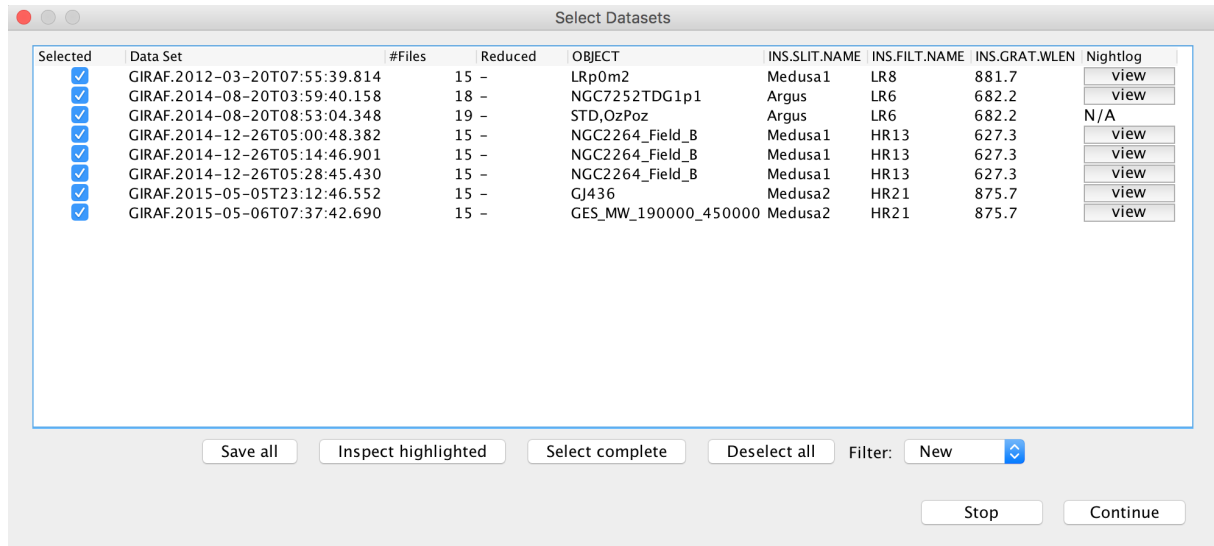 Select Datasets
Selected Data Set #Files Reduced OBJECT INS.SLIT.NAME INS.FILT.NAME INS.GRAT.WLEN Nightlog
GIRAF.2012-03-20T07:55:39.814 15 - LRp0m2 Medusa1 LR8 881.7 view
GIRAF.2014-08-20T03:59:40.158 18 - NGC7252TDG1p1 Argus LR6 682.2 view
GIRAF.2014-08-20T08:53:04.348 19 - STD,OzPoz Argus LR6 682.2 N/A
GIRAF.2014-12-26T05:00:48.382 15 - NGC2264_Field_B Medusa1 HR13 627.3 view
GIRAF.2014-12-26T05:14:46.901 15 - NGC2264_Field_B Medusa1 HR13 627.3 view
GIRAF.2014-12-26T05:28:45.430 15 - NGC2264_Field_B Medusa1 HR13 627.3 view
GIRAF.2015-05-05T23:12:46.552 15 - GJ436 Medusa2 HR21 875.7 view
GIRAF.2015-05-06T07:37:42.690 15 - GES_MW_190000_450000 Medusa2 HR21 875.7 view
Save all Inspect highlighted Select complete Deselect all Filter: New
Stop Continue